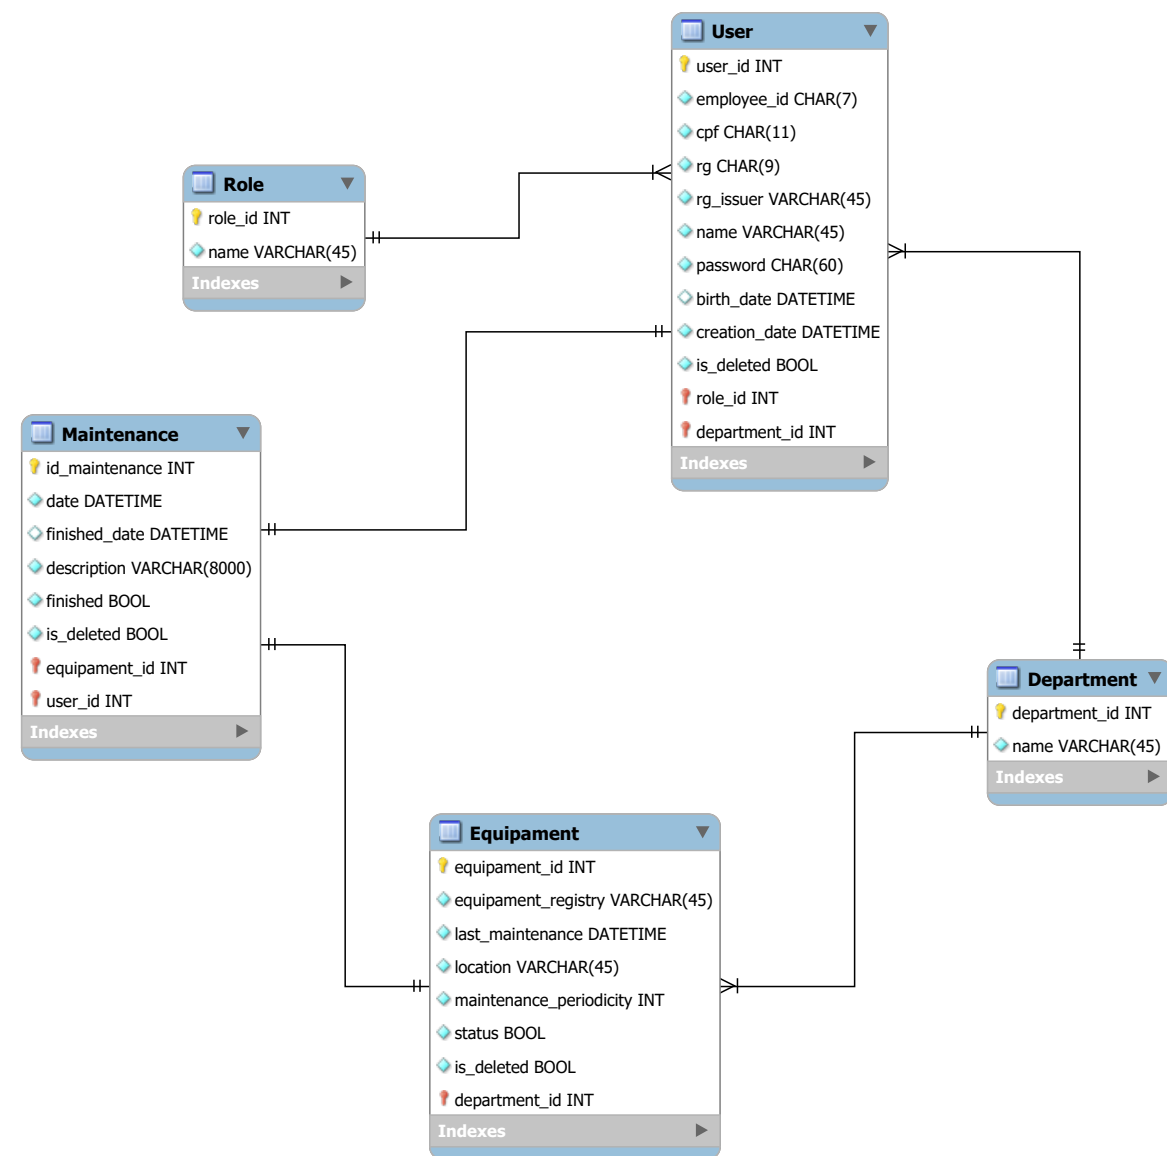 User
user_id INT
employee_id CHAR(7)
cpf CHAR(11)
rg CHAR(9)
rg_issuer VARCHAR(45)
name VARCHAR(45)
password CHAR(60)
birth_date DATETIME
creation_date DATETIME
is_deleted BOOL
role_id INT
department_id INT
Indexes
Role
role_id INT
name VARCHAR(45)
Indexes
Maintenance
id_maintenance INT
date DATETIME
finished_date DATETIME
description VARCHAR(8000)
finished BOOL
is_deleted BOOL
equipament_id INT
user_id INT
Indexes
Department
department_id INT
name VARCHAR(45)
Indexes
Equipament
equipament_id INT
equipament_registry VARCHAR(45)
last_maintenance DATETIME
location VARCHAR(45)
maintenance_periodicity INT
status BOOL
is_deleted BOOL
department_id INT
Indexes